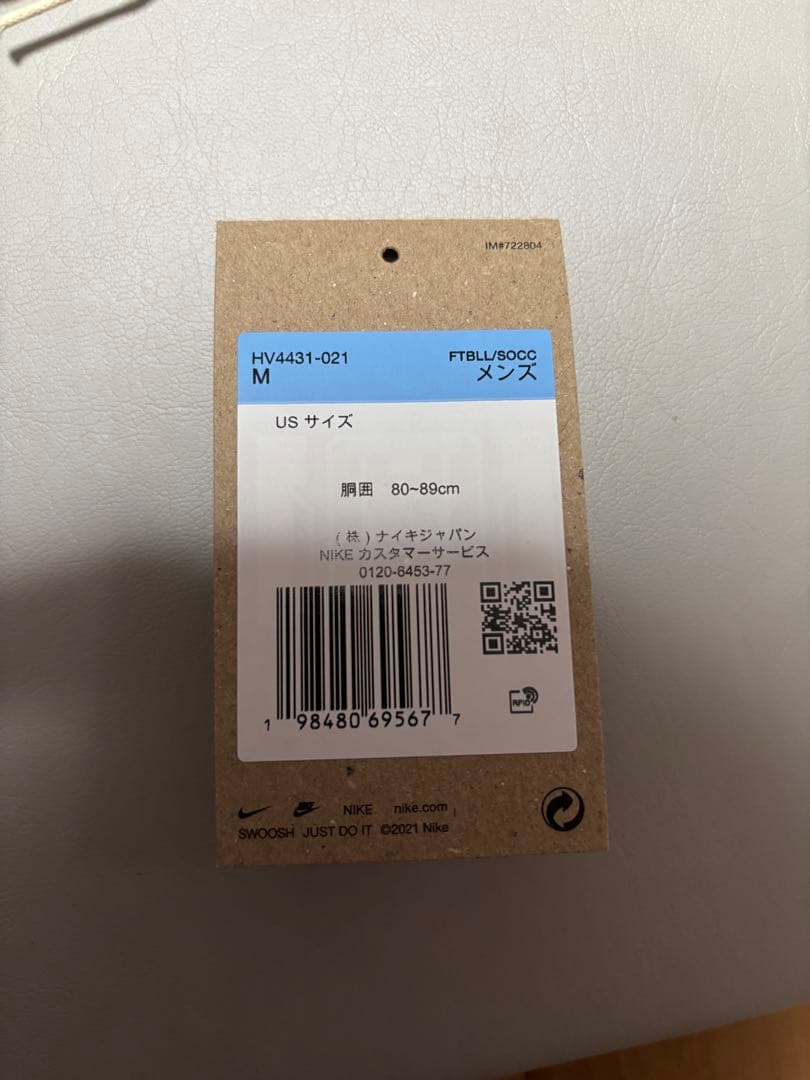 IM#722804
HV4431-021 FTBLL/SOCC
M メンズ
US サイズ
胴囲 80~89cm
(株)ナイキジャパン
NIKE カスタマーサービス
0120-6453-77
RFID
1 98480 69567 7
NIKE nike.com
SWOOSH JUST DO IT ©2021 Nike